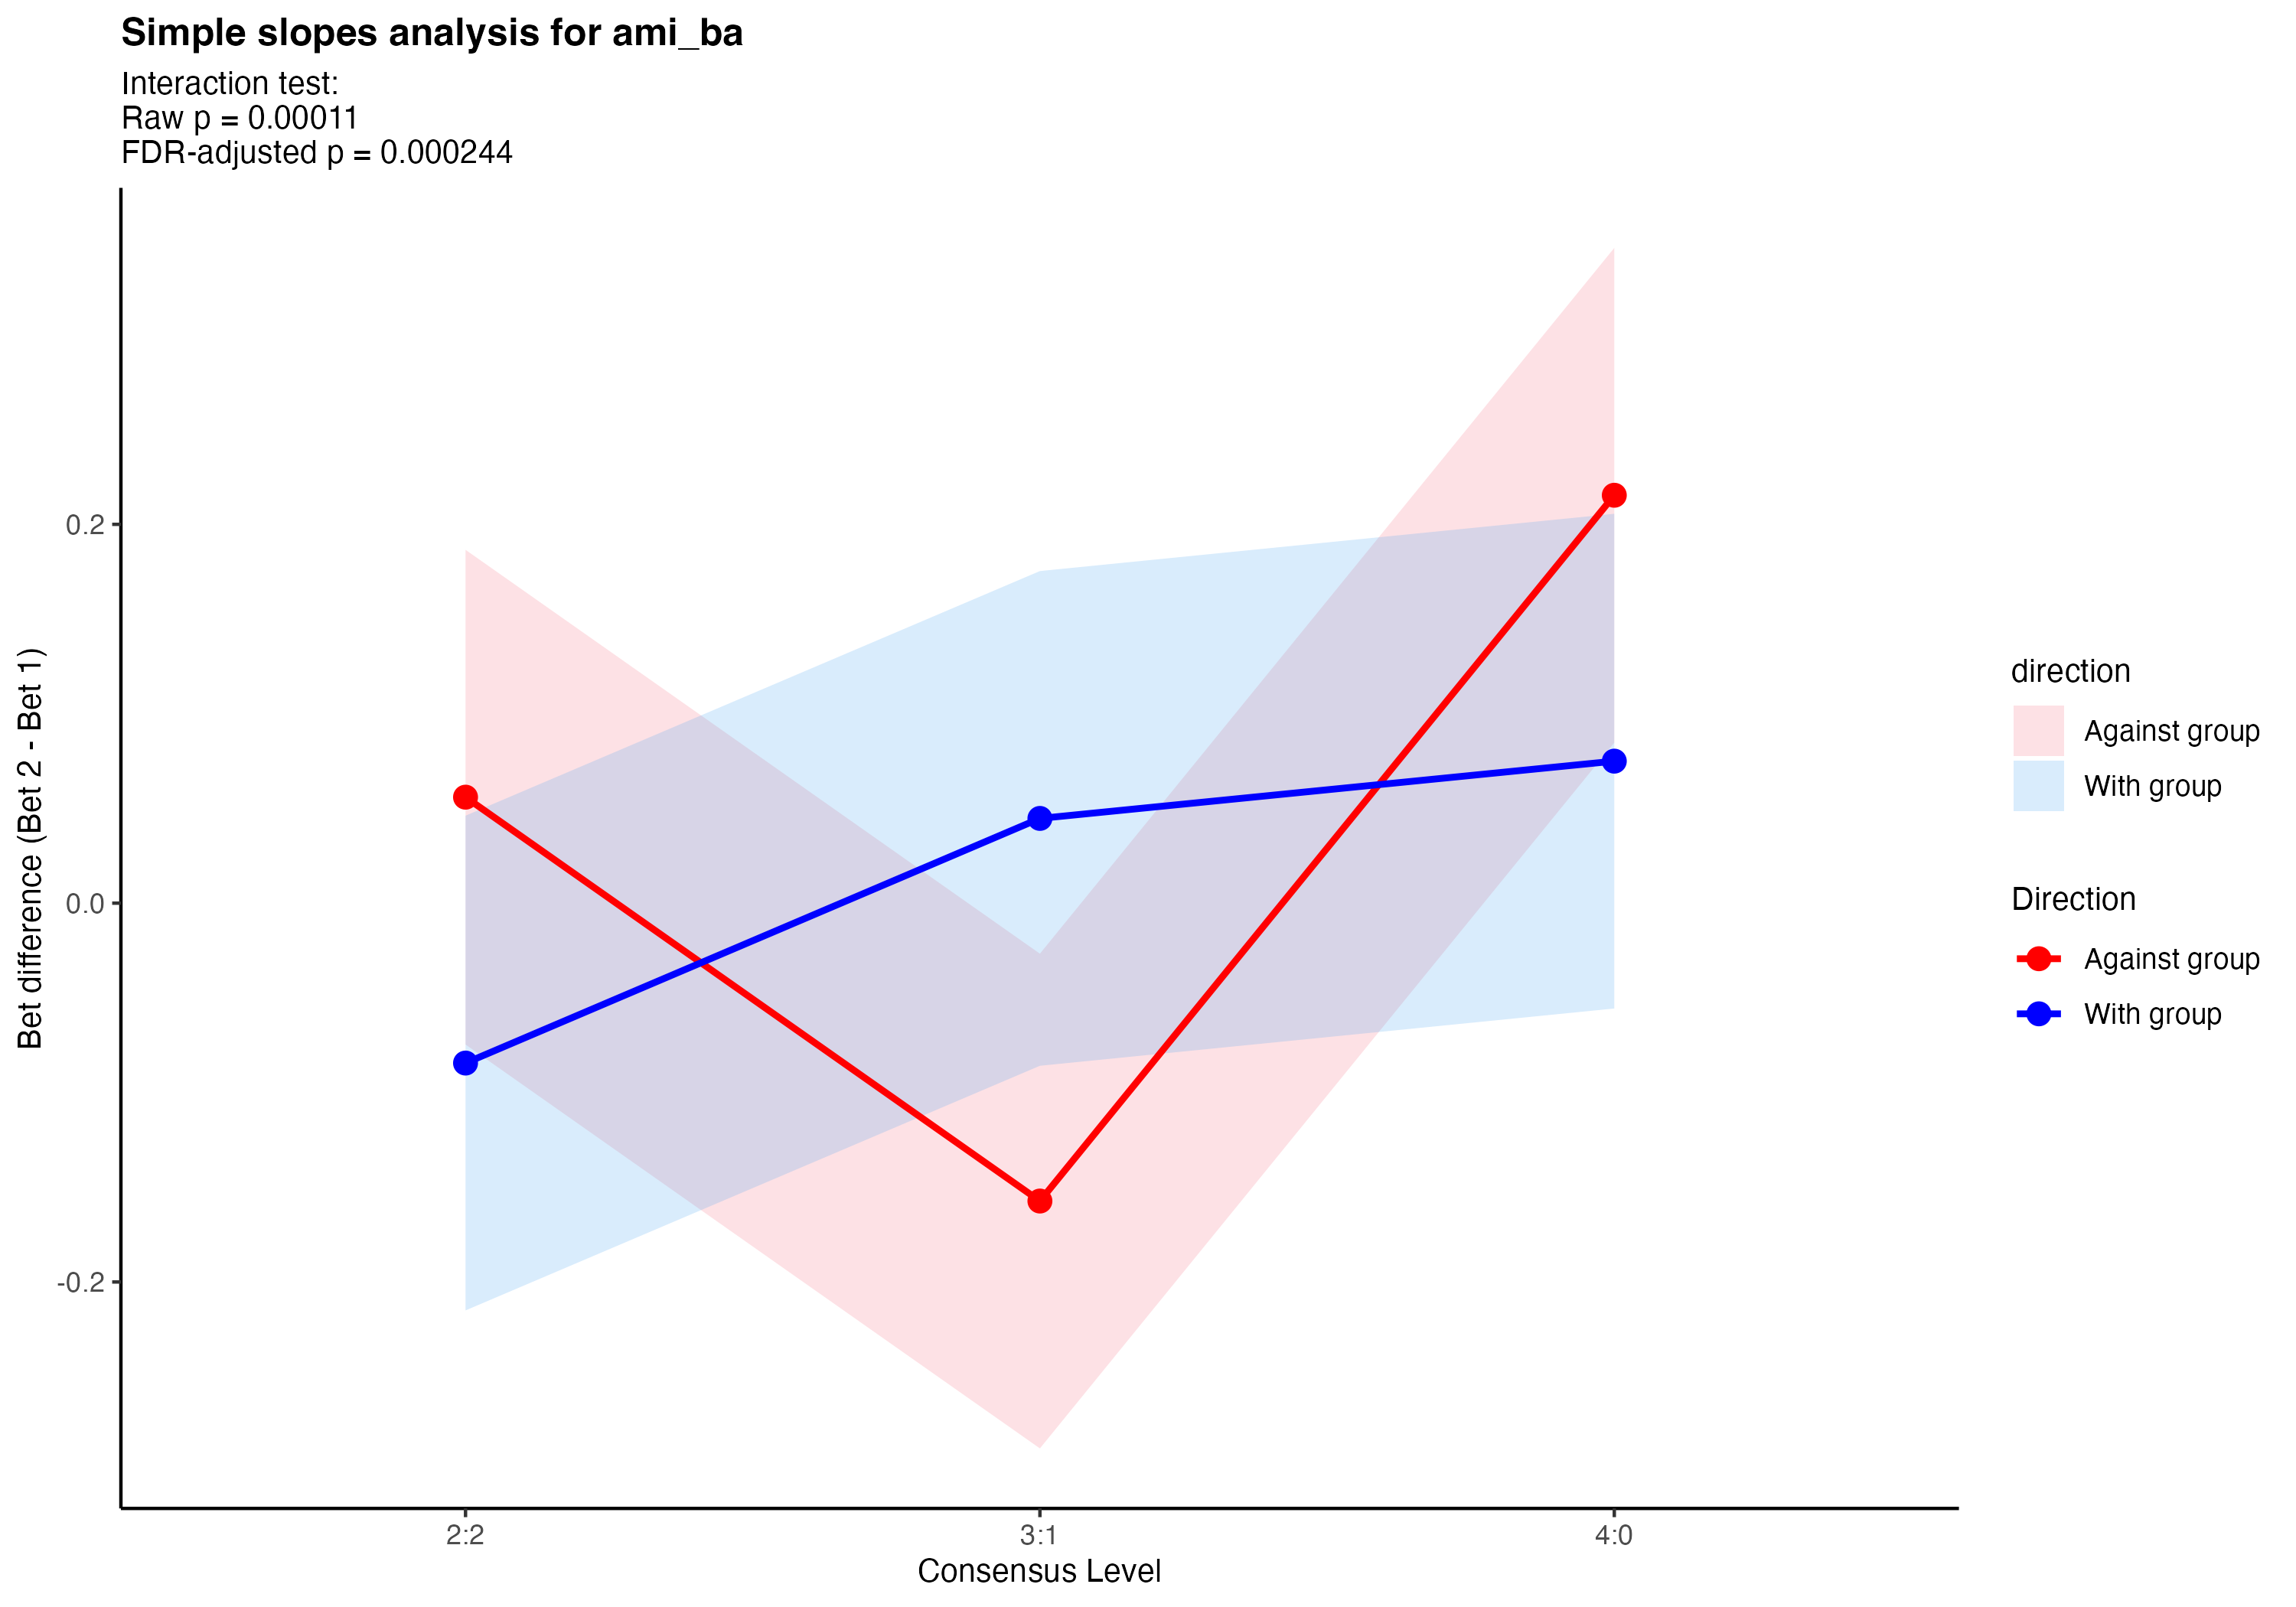 Simple slopes analysis for ami_ba
Interaction test:
Raw p = 0.00011
FDR-adjusted p = 0.000244
Bet difference (Bet 2 - Bet 1)
0.2
0.0
-0.2
2:2
3:1
4:0
Consensus Level
direction
Against group
With group
Direction
Against group
With group